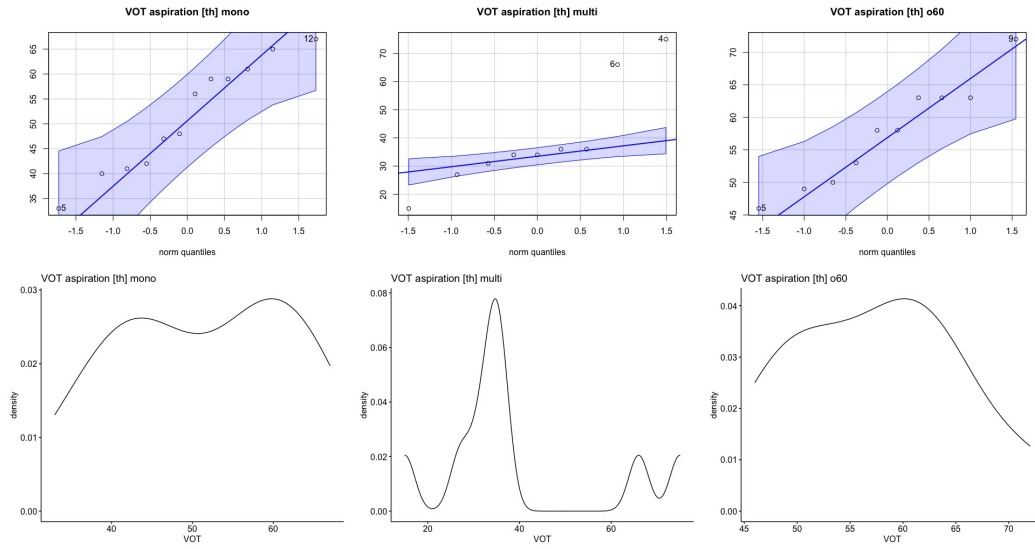 VOT aspiration [th] mono
VOT aspiration [th] multi
VOT aspiration [th] o60
65
60
55
50
45
40
35
12
5
-1.5 -1.0 -0.5 0.0 0.5 1.0 1.5
norm quantiles
70
60
50
40
30
20
4
6
-1.5 -1.0 -0.5 0.0 0.5 1.0 1.5
norm quantiles
70
65
60
55
50
45
9
5
-1.5 -1.0 -0.5 0.0 0.5 1.0 1.5
norm quantiles
VOT aspiration [th] mono
0.03
0.02
0.01
0.00
density
40 50 60
VOT
VOT aspiration [th] multi
0.08
0.06
0.04
0.02
0.00
density
20 40 60
VOT
VOT aspiration [th] o60
0.04
0.03
0.02
0.01
0.00
density
45 50 55 60 65 70
VOT